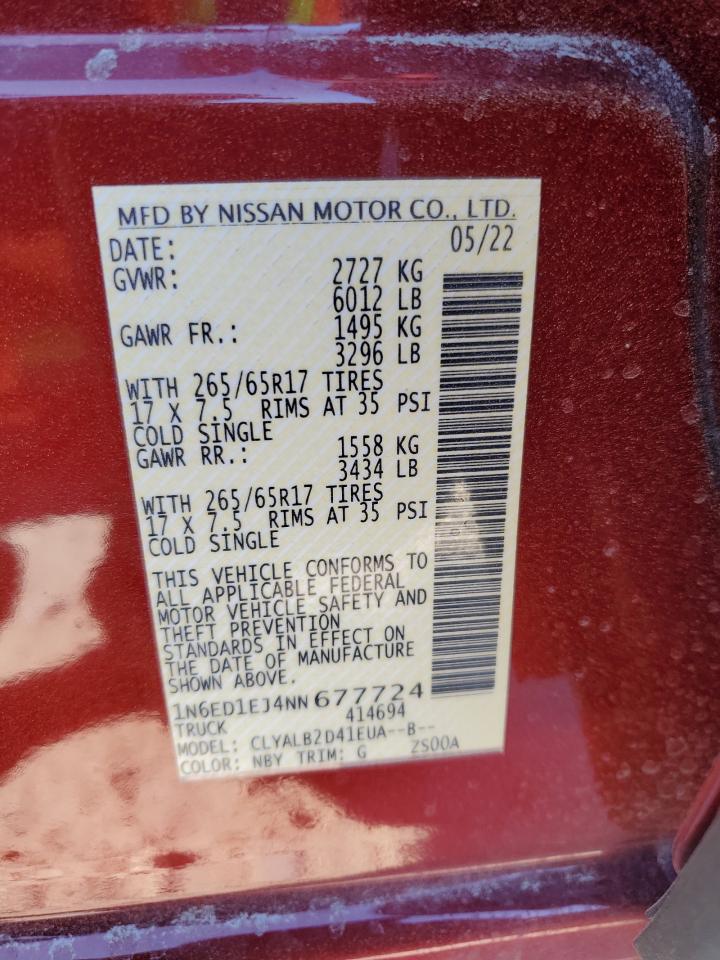 MFD BY NISSAN MOTOR CO., LTD.
DATE: 05/22
GVWR: 2727 KG
6012 LB
GAWR FR.: 1495 KG
3296 LB
WITH 265/65R17 TIRES
17 X 7.5 RIMS AT 35 PSI
COLD SINGLE
GAWR RR.: 1558 KG
3434 LB
WITH 265/65R17 TIRES
17 X 7.5 RIMS AT 35 PSI
COLD SINGLE
THIS VEHICLE CONFORMS TO
ALL APPLICABLE FEDERAL
MOTOR VEHICLE SAFETY AND
THEFT PREVENTION
STANDARDS IN EFFECT ON
THE DATE OF MANUFACTURE
SHOWN ABOVE.
1N6ED1EJ4NN 677724
TRUCK 414694
MODEL: CLYALB2D41EUA--B--
COLOR: NBY TRIM: G ZS00A